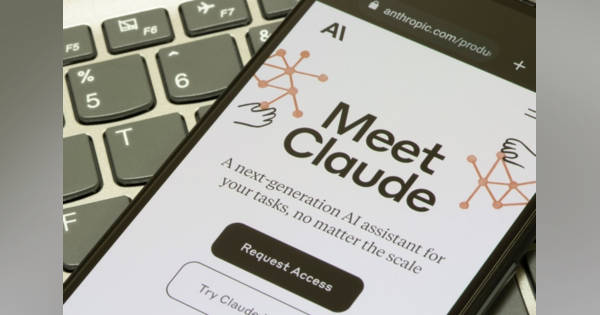 F5
F6
F7
%
5
^
6
T
F
anthropic.com/produ
+
AI
Meet
Claude
A next-generation AI assistant for
your tasks, no matter the scale
Request Access
Try Claude